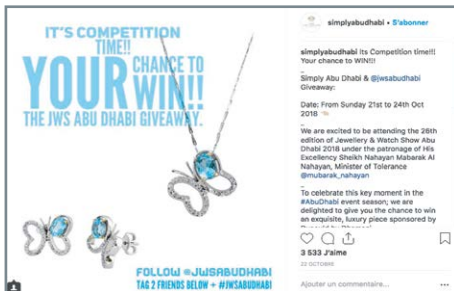 IT'S COMPETITION
TIME!!
YOUR CHANCE TO
WIN!!
THE JWS ABU DHABI GIVEAWAY.
FOLLOW @JWSABUDHABI
TAG 2 FRIENDS BELOW + #JWSABUDHABI
simplyabudhabi • S'abonner
simplyabudhabi its Competition time!!!
Your chance to WIN!!!
-
Simply Abu Dhabi & @jwsabudhabi
Giveaway:
-
Date: From Sunday 21st to 24th Oct
2018
-
We are excited to be attending the 26th
edition of Jewellery & Watch Show Abu
Dhabi 2018 under the patronage of His
Excellency Sheikh Nahayan Mabarak Al
Nahayan, Minister of Tolerance
@mubarak_nahayan
-
To celebrate this key moment in the
#AbuDhabi event season; we are
delighted to give you the chance to win
an exquisite, luxury piece sponsored by
3 533 J'aime
22 OCTOBRE
Ajouter un commentaire...